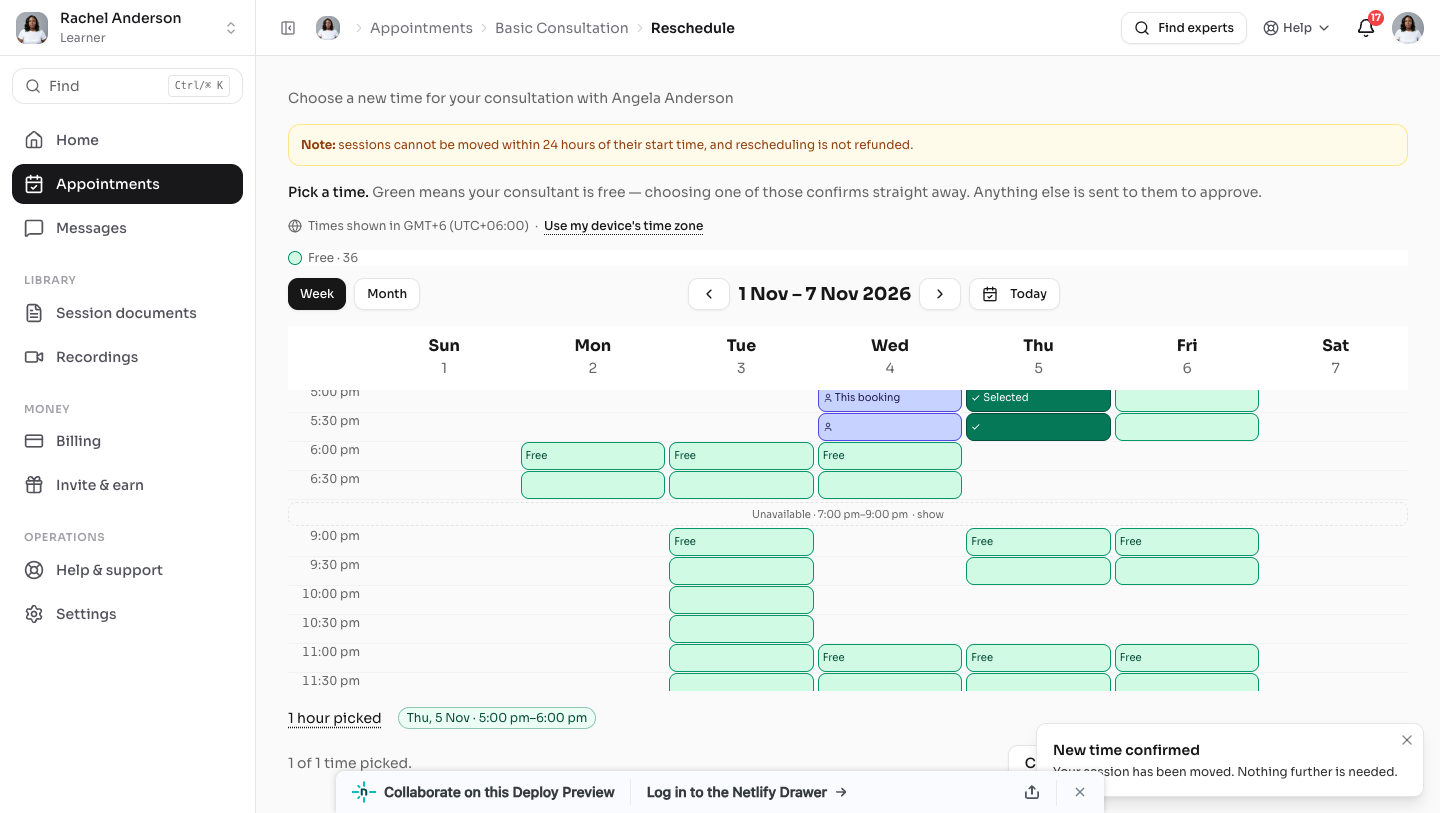 Rachel Anderson
Learner
Find
Ctrl/⌘ K
Home
Appointments
Messages
LIBRARY
Session documents
Recordings
MONEY
Billing
Invite & earn
OPERATIONS
Help & support
Settings
Appointments
Basic Consultation
Reschedule
Find experts
Help
17
Choose a new time for your consultation with Angela Anderson
Note: sessions cannot be moved within 24 hours of their start time, and rescheduling is not refunded.
Pick a time. Green means your consultant is free — choosing one of those confirms straight away. Anything else is sent to them to approve.
Times shown in GMT+6 (UTC+06:00) · Use my device's time zone
Free · 36
Week
Month
1 Nov – 7 Nov 2026
Today
Sun Mon Tue Wed Thu Fri Sat
1 2 3 4 5 6 7
5:00 pm This booking ✓ Selected
5:30 pm ✓
6:00 pm Free Free Free
6:30 pm
Unavailable · 7:00 pm–9:00 pm · show
9:00 pm Free Free Free
9:30 pm
10:00 pm
10:30 pm
11:00 pm Free Free Free
11:30 pm
1 hour picked
Thu, 5 Nov · 5:00 pm–6:00 pm
1 of 1 time picked.
New time confirmed
Your session has been moved. Nothing further is needed.
Collaborate on this Deploy Preview
Log in to the Netlify Drawer →